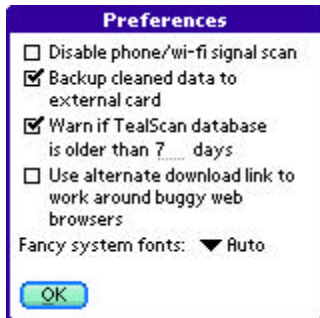 Preferences
Disable phone/wi-fi signal scan
Backup cleaned data to
external card
Warn if TealScan database
is older than 7 days
Use alternate download link to
work around buggy web
browsers
Fancy system fonts: Auto
OK